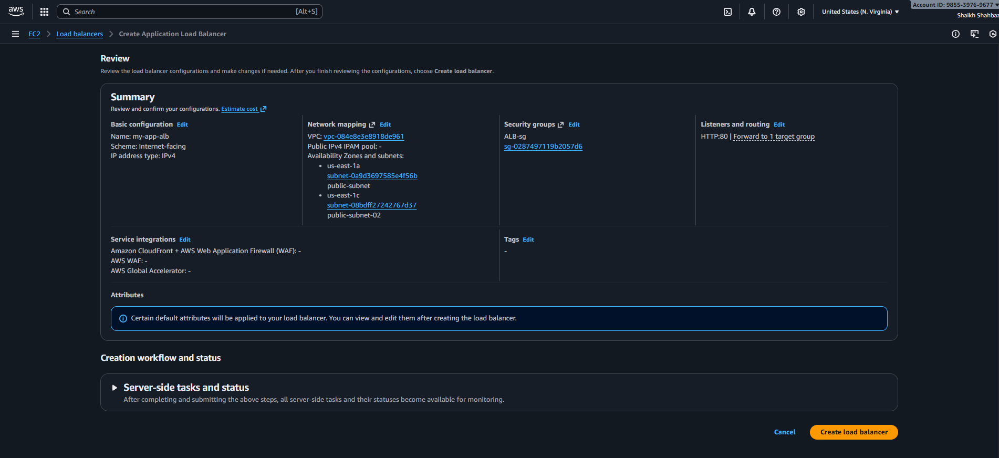 aws
Search [Alt+S]
United States (N. Virginia)
Account ID: 9855-3976-9677
Shaikh Shahbaz
EC2 > Load balancers > Create Application Load Balancer
Review
Review the load balancer configurations and make changes if needed. After you finish reviewing the configurations, choose Create load balancer.
Summary
Review and confirm your configurations. Estimate cost
Basic configuration Edit
Name: my-app-alb
Scheme: Internet-facing
IP address type: IPv4
Network mapping Edit
VPC: vpc-084e8e3e8918de961
Public IPv4 IPAM pool: -
Availability Zones and subnets:
• us-east-1a
subnet-0a9d3697585e4f56b
public-subnet
• us-east-1c
subnet-08bdff27242767d37
public-subnet-02
Security groups Edit
ALB-sg
sg-0287497119b2057d6
Listeners and routing Edit
HTTP:80 | Forward to 1 target group
Service integrations Edit
Amazon CloudFront + AWS Web Application Firewall (WAF): -
AWS WAF: -
AWS Global Accelerator: -
Tags Edit
-
Attributes
Certain default attributes will be applied to your load balancer. You can view and edit them after creating the load balancer.
Creation workflow and status
Server-side tasks and status
After completing and submitting the above steps, all server-side tasks and their statuses become available for monitoring.
Cancel
Create load balancer